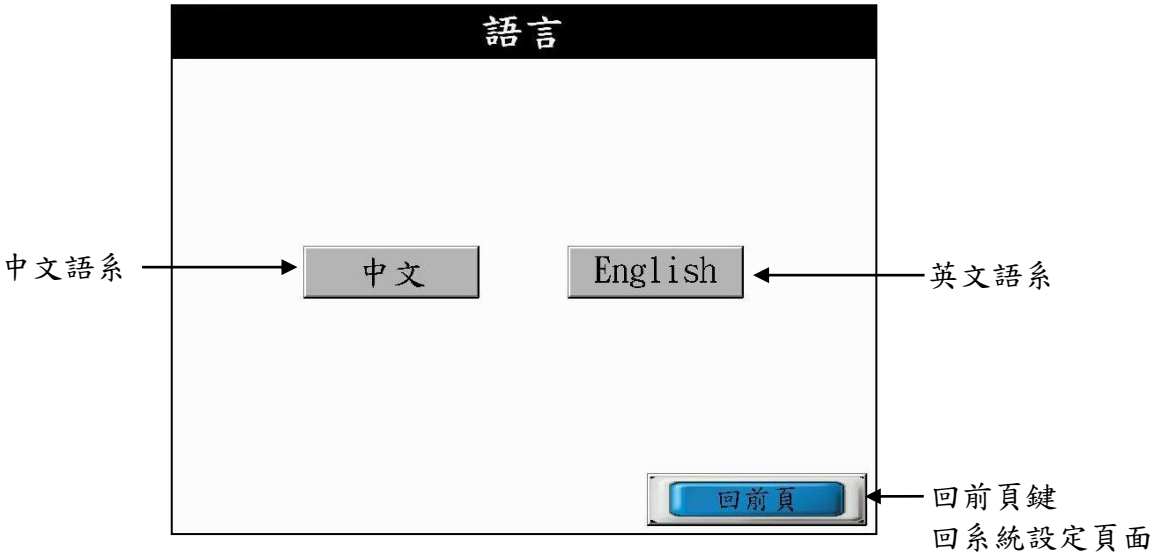 語言
中文語系
中文
English
英文語系
回前頁
回前頁鍵
回系統設定頁面